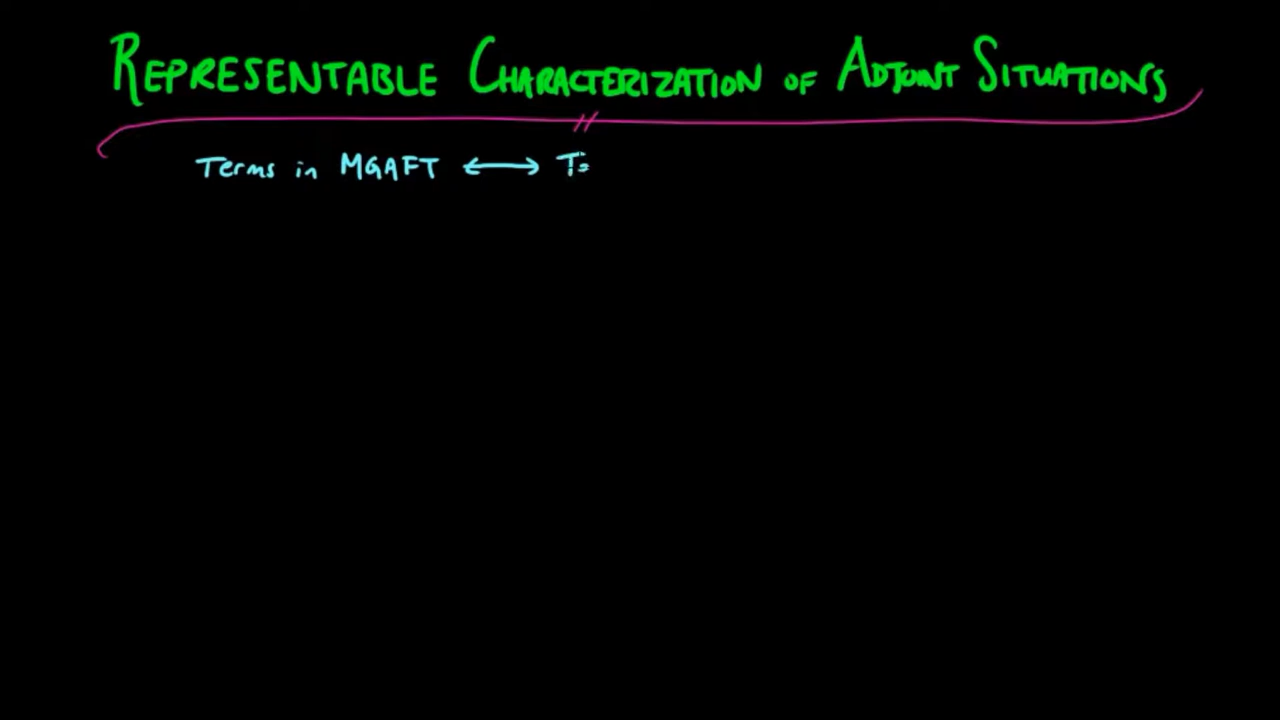 REPRESENTABLE CHARACTERIZATION OF ADJOINT SITUATIONS
Terms in MGAFT ⟷